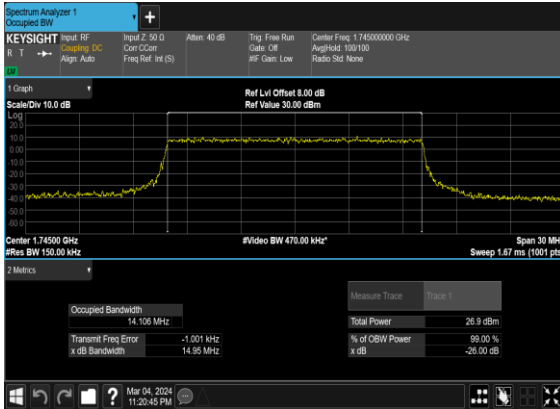 Spectrum Analyzer 1
Occupied BW
+
KEYSIGHT Input: RF Input Z: 50 Ω Atten: 40 dB Trig: Free Run Center Freq: 1.745000000 GHz
R T Coupling: DC Corr CCorr Gate: Off Avg|Hold: 100/100
Align: Auto Freq Ref: Int (S) #IF Gain: Low Radio Std: None
1 Graph
Scale/Div 10.0 dB
Ref Lvl Offset 8.00 dB
Ref Value 30.00 dBm
Log
20.0
10.0
0.00
-10.0
-20.0
-30.0
-40.0
-50.0
-60.0
Center 1.74500 GHz #Video BW 470.00 kHz* Span 30 MH
#Res BW 150.00 kHz Sweep 1.67 ms (1001 pts
2 Metrics
Measure Trace Trace 1
Occupied Bandwidth
14.106 MHz
Total Power 26.9 dBm
Transmit Freq Error -1.001 kHz % of OBW Power 99.00 %
x dB Bandwidth 14.95 MHz x dB -26.00 dB
?
Mar 04, 2024
11:20:45 PM